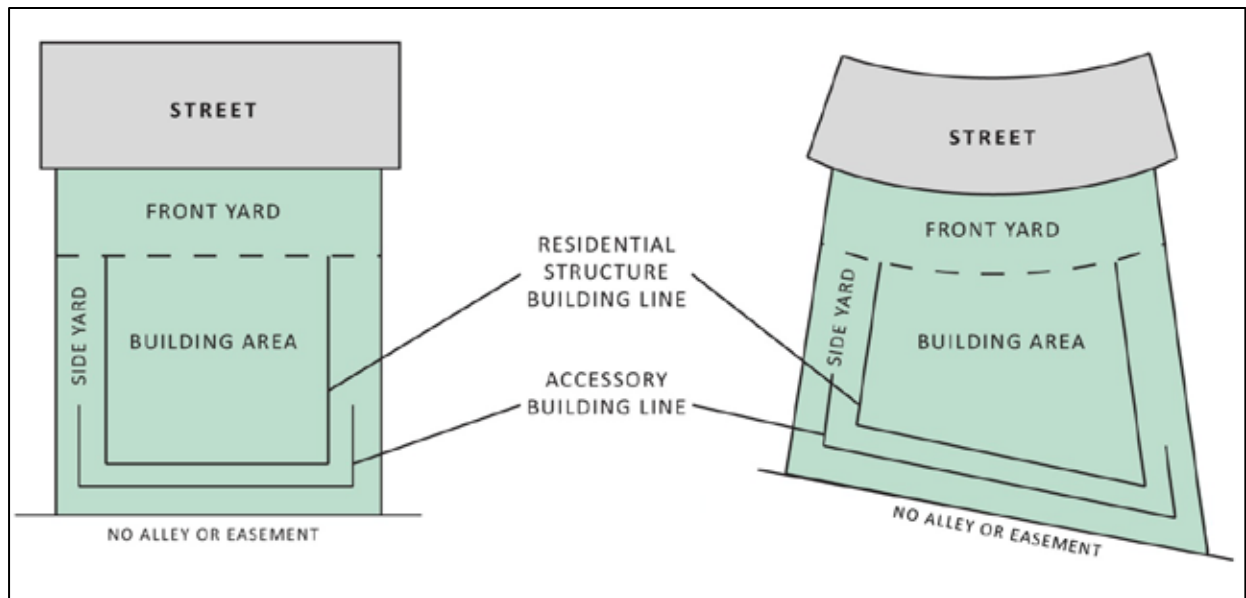 STREET
FRONT YARD
SIDE YARD
BUILDING AREA
NO ALLEY OR EASEMENT
RESIDENTIAL
STRUCTURE
BUILDING LINE
ACCESSORY
BUILDING LINE
STREET
FRONT YARD
SIDE YARD
BUILDING AREA
NO ALLEY OR EASEMENT